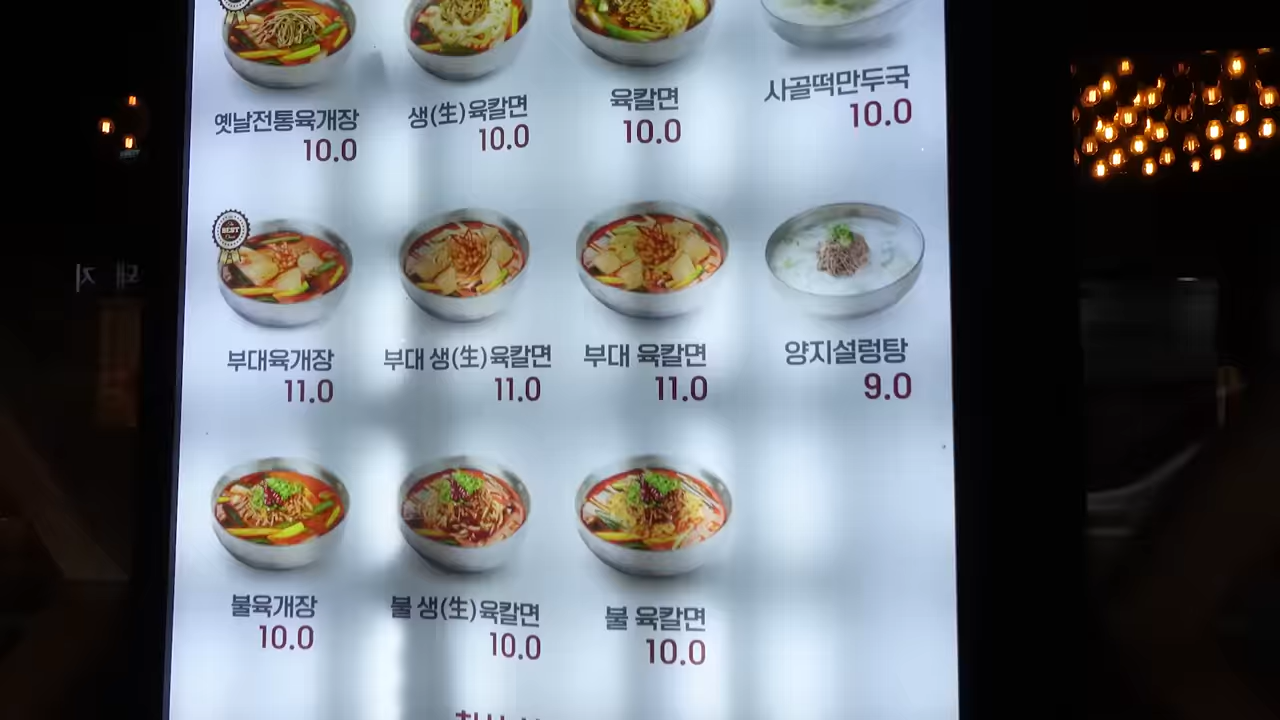 옛날전통육개장
10.0
생(生)육칼면
10.0
육칼면
10.0
사골떡만두국
10.0
BEST
부대육개장
11.0
부대 생(生)육칼면
11.0
부대 육칼면
11.0
양지설렁탕
9.0
불육개장
10.0
불 생(生)육칼면
10.0
불 육칼면
10.0